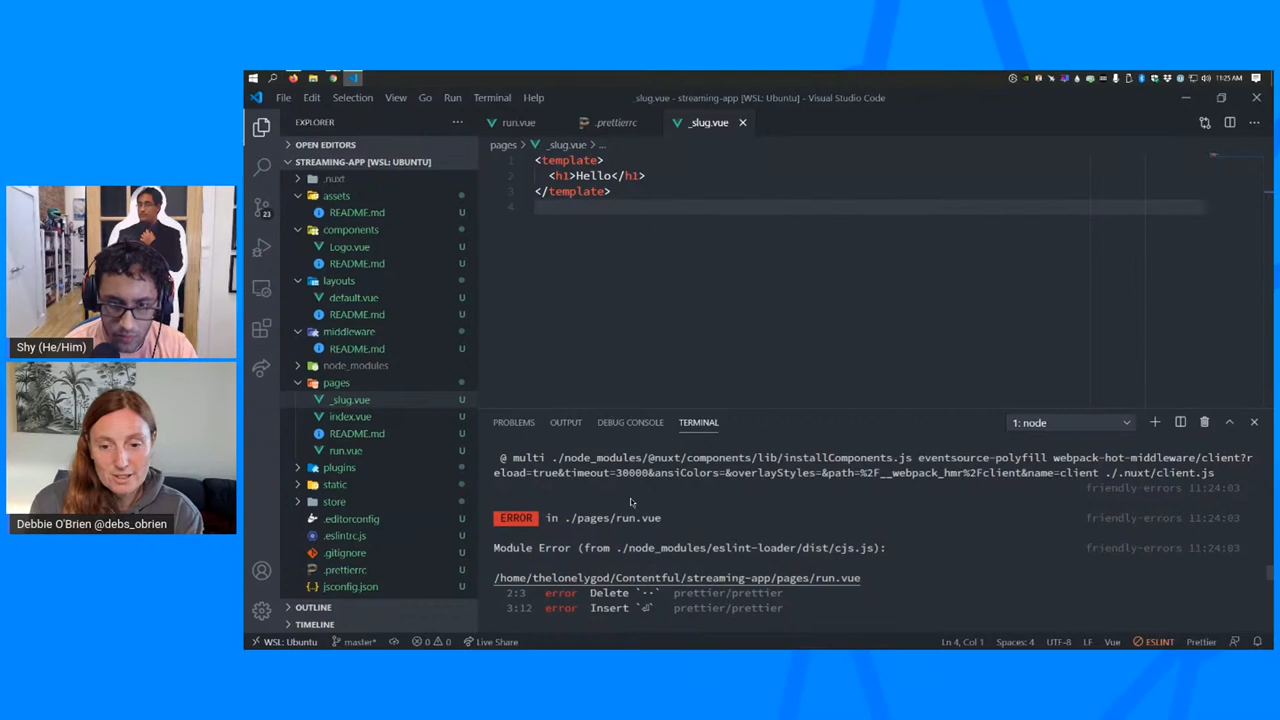 11:25 AM
File Edit Selection View Go Run Terminal Help
_slug.vue - streaming-app [WSL: Ubuntu] - Visual Studio Code
EXPLORER
run.vue
.prettierrc
_slug.vue
OPEN EDITORS
STREAMING-APP [WSL: UBUNTU]
.nuxt
assets U
README.md U
components
Logo.vue U
README.md U
layouts
default.vue U
README.md U
middleware
README.md U
node_modules
pages
_slug.vue U
index.vue U
README.md U
run.vue U
plugins
static
store
.editorconfig U
.eslintrc.js U
.gitignore U
.prettierrc U
jsconfig.json U
OUTLINE
TIMELINE
23
pages > _slug.vue > ...
1 <template>
2 <h1>Hello</h1>
3 </template>
4
PROBLEMS OUTPUT DEBUG CONSOLE TERMINAL
1: node
@ multi ./node_modules/@nuxt/components/lib/installComponents.js eventsource-polyfill webpack-hot-middleware/client?r
eload=true&timeout=30000&ansiColors=&overlayStyles=&path=%2F__webpack_hmr%2Fclient&name=client ./.nuxt/client.js
friendly-errors 11:24:03
ERROR in ./pages/run.vue
Module Error (from ./node_modules/eslint-loader/dist/cjs.js): friendly-errors 11:24:03
/home/thelonelygod/Contentful/streaming-app/pages/run.vue
2:3 error Delete `··` prettier/prettier
3:12 error Insert `⏎` prettier/prettier
WSL: Ubuntu master* 0 0 Live Share Ln 4, Col 1 Spaces: 4 UTF-8 LF Vue ESLINT Prettier
Shy (He/Him)
Debbie O'Brien @debs_obrien